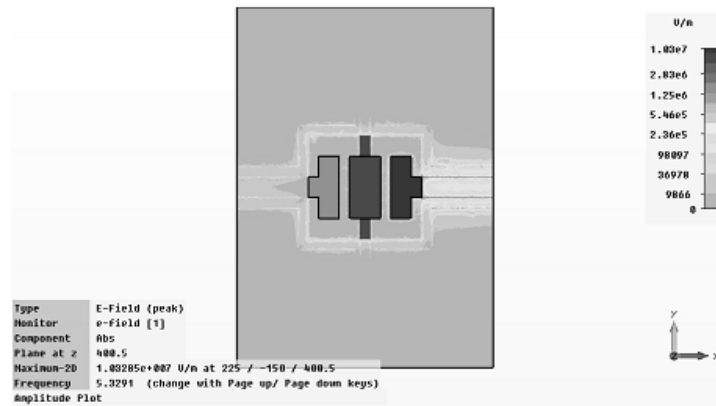 V/m
1.03e7
2.83e6
1.25e6
5.46e5
2.36e5
98097
36978
9866
0
y
z
x
Type E-Field (peak)
Monitor e-field [1]
Component Abs
Plane at z 400.5
Maximum-2D 1.03285e+007 V/m at 225 / -150 / 400.5
Frequency 5.3291 (change with Page up/ Page down keys)
Amplitude Plot